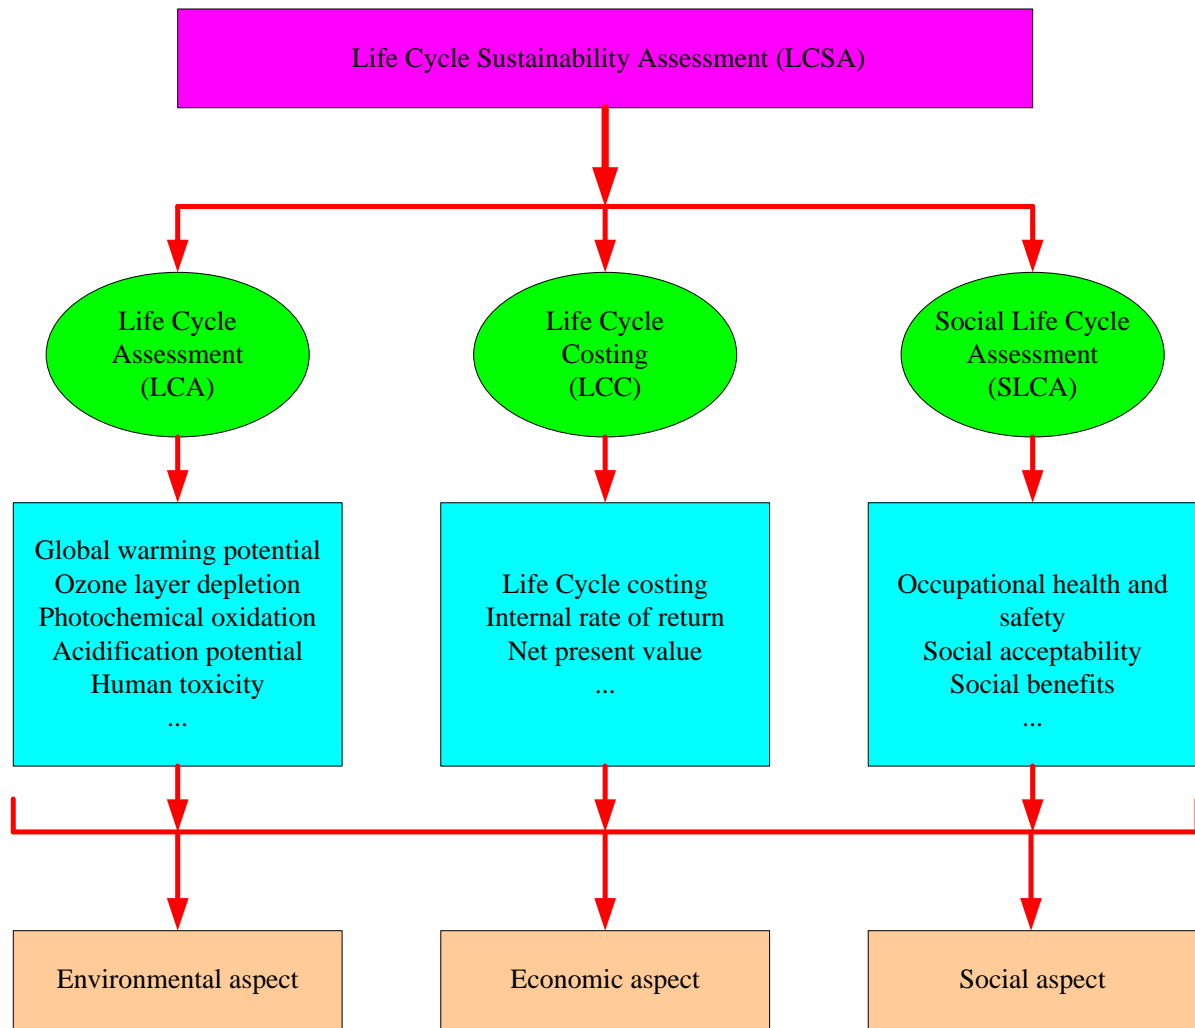 Life Cycle Sustainability Assessment (LCSA)
Life Cycle
Assessment
(LCA)
Life Cycle
Costing
(LCC)
Social Life Cycle
Assessment
(SLCA)
Global warming potential
Ozone layer depletion
Photochemical oxidation
Acidification potential
Human toxicity
...
Life Cycle costing
Internal rate of return
Net present value
...
Occupational health and
safety
Social acceptability
Social benefits
...
Environmental aspect
Economic aspect
Social aspect